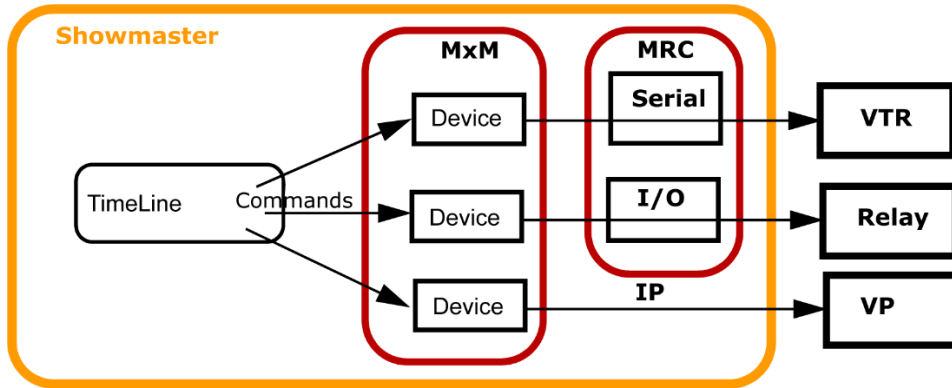 Showmaster
MxM
MRC
Device
Serial
VTR
TimeLine
Commands
Device
I/O
Relay
Device
IP
VP